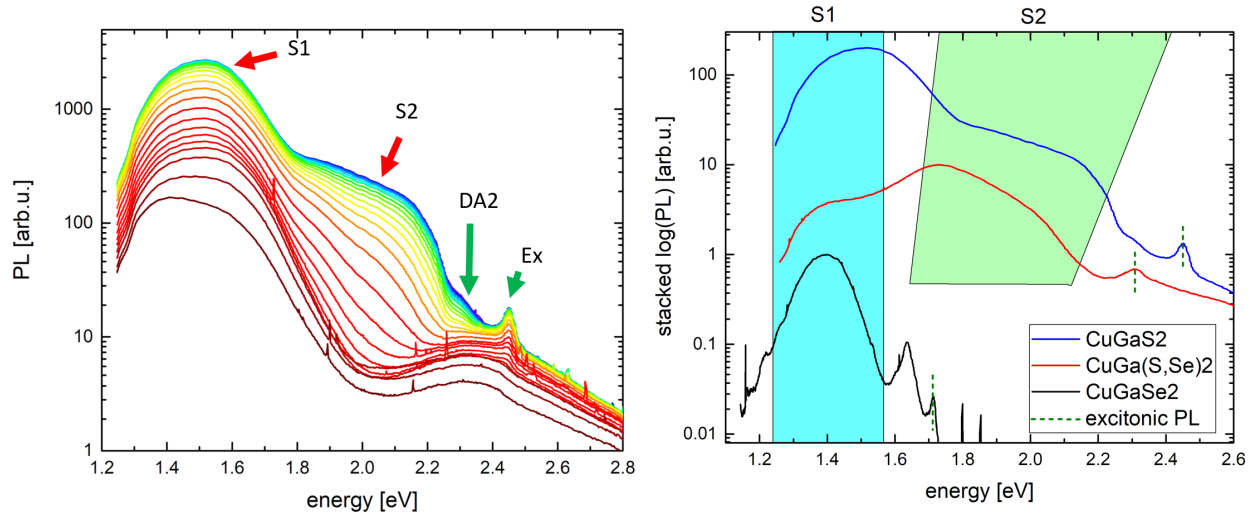 S1
S2
DA2
Ex
PL [arb.u.]
1000
100
10
1
1.2 1.4 1.6 1.8 2.0 2.2 2.4 2.6 2.8
energy [eV]
S1 S2
stacked log(PL) [arb.u.]
100
10
1
0.1
0.01
CuGaS2
CuGa(S,Se)2
CuGaSe2
excitonic PL
1.2 1.4 1.6 1.8 2.0 2.2 2.4 2.6
energy [eV]